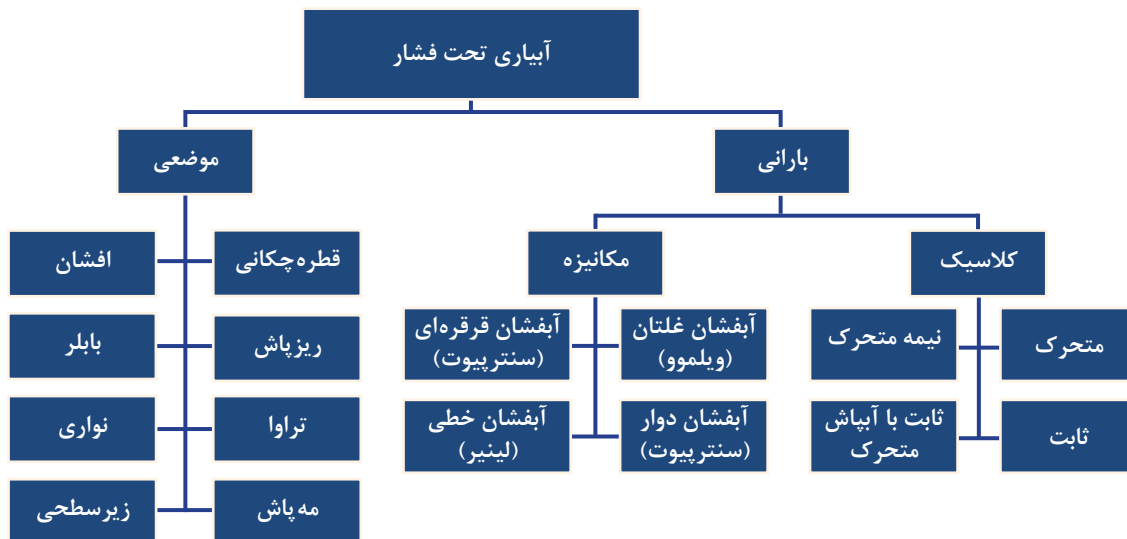 آبیاری تحت فشار
بارانی
موضعی
کلاسیک
مکانیزه
قطره‌چکانی
افشان
متحرک
نیمه متحرک
آبفشان غلتان
(ویلموو)
آبفشان قرقره‌ای
(سنترپیوت)
ریزپاش
بابلر
ثابت
ثابت با آبپاش
متحرک
آبفشان دوار
(سنترپیوت)
آبفشان خطی
(لینیر)
تراوا
نواری
مه‌پاش
زیرسطحی